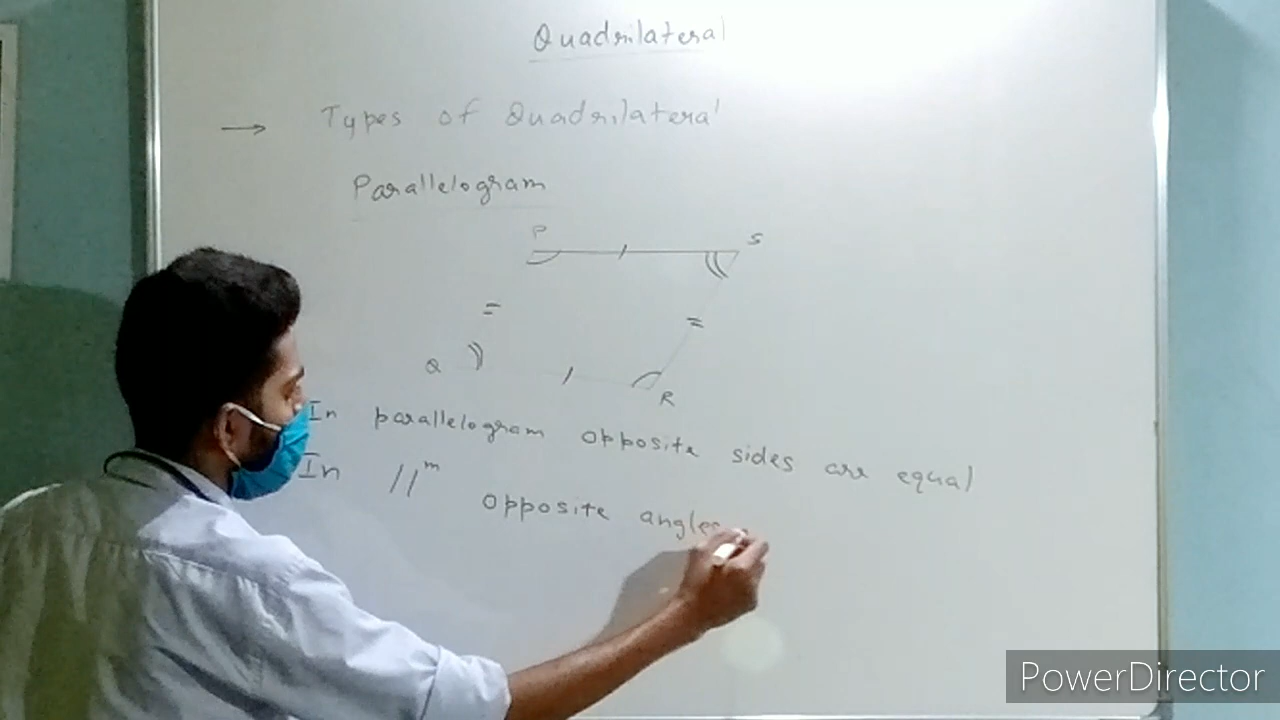 Quadrilateral
→ Types of Quadrilateral
Parallelogram
P S
Q R
In parallelogram opposite sides are equal
In //m opposite angles
PowerDirector